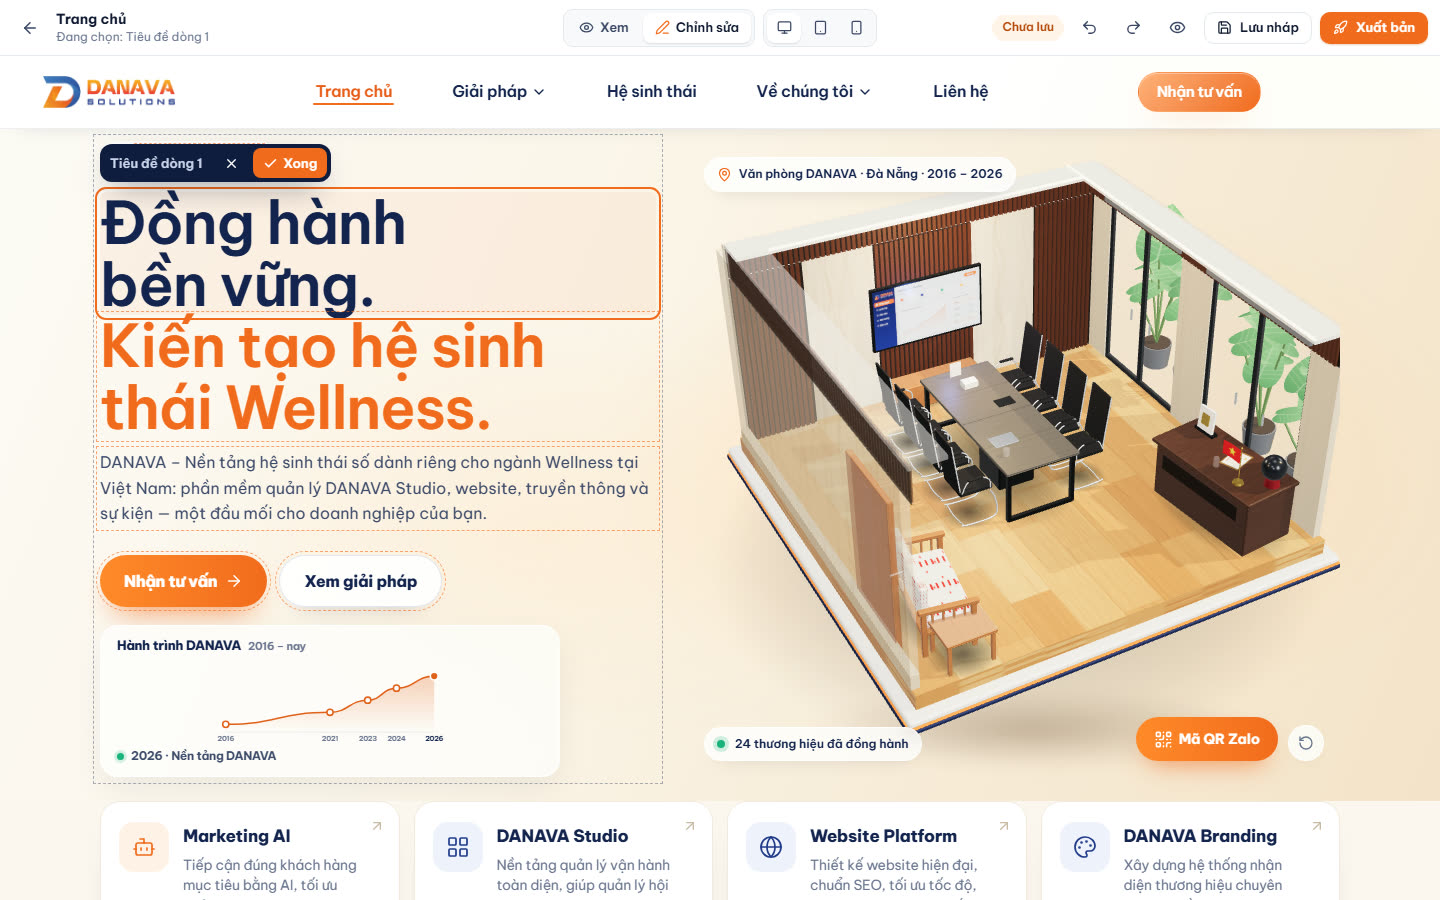 Trang chủ
Đang chọn: Tiêu đề dòng 1
Xem
Chỉnh sửa
Chưa lưu
Lưu nháp
Xuất bản
DANAVA
SOLUTIONS
Trang chủ
Giải pháp
Hệ sinh thái
Về chúng tôi
Liên hệ
Nhận tư vấn
Tiêu đề dòng 1
Xong
Đồng hành
bền vững.
Kiến tạo hệ sinh
thái Wellness.
DANAVA – Nền tảng hệ sinh thái số dành riêng cho ngành Wellness tại
Việt Nam: phần mềm quản lý DANAVA Studio, website, truyền thông và
sự kiện — một đầu mối cho doanh nghiệp của bạn.
Nhận tư vấn
Xem giải pháp
Hành trình DANAVA 2016 – nay
2016 2021 2023 2024 2026
2026 · Nền tảng DANAVA
Văn phòng DANAVA · Đà Nẵng · 2016 – 2026
24 thương hiệu đã đồng hành
Mã QR Zalo
Marketing AI
Tiếp cận đúng khách hàng
mục tiêu bằng AI, tối ưu
DANAVA Studio
Nền tảng quản lý vận hành
toàn diện, giúp quản lý hội
Website Platform
Thiết kế website hiện đại,
chuẩn SEO, tối ưu tốc độ,
DANAVA Branding
Xây dựng hệ thống nhận
diện thương hiệu chuyên